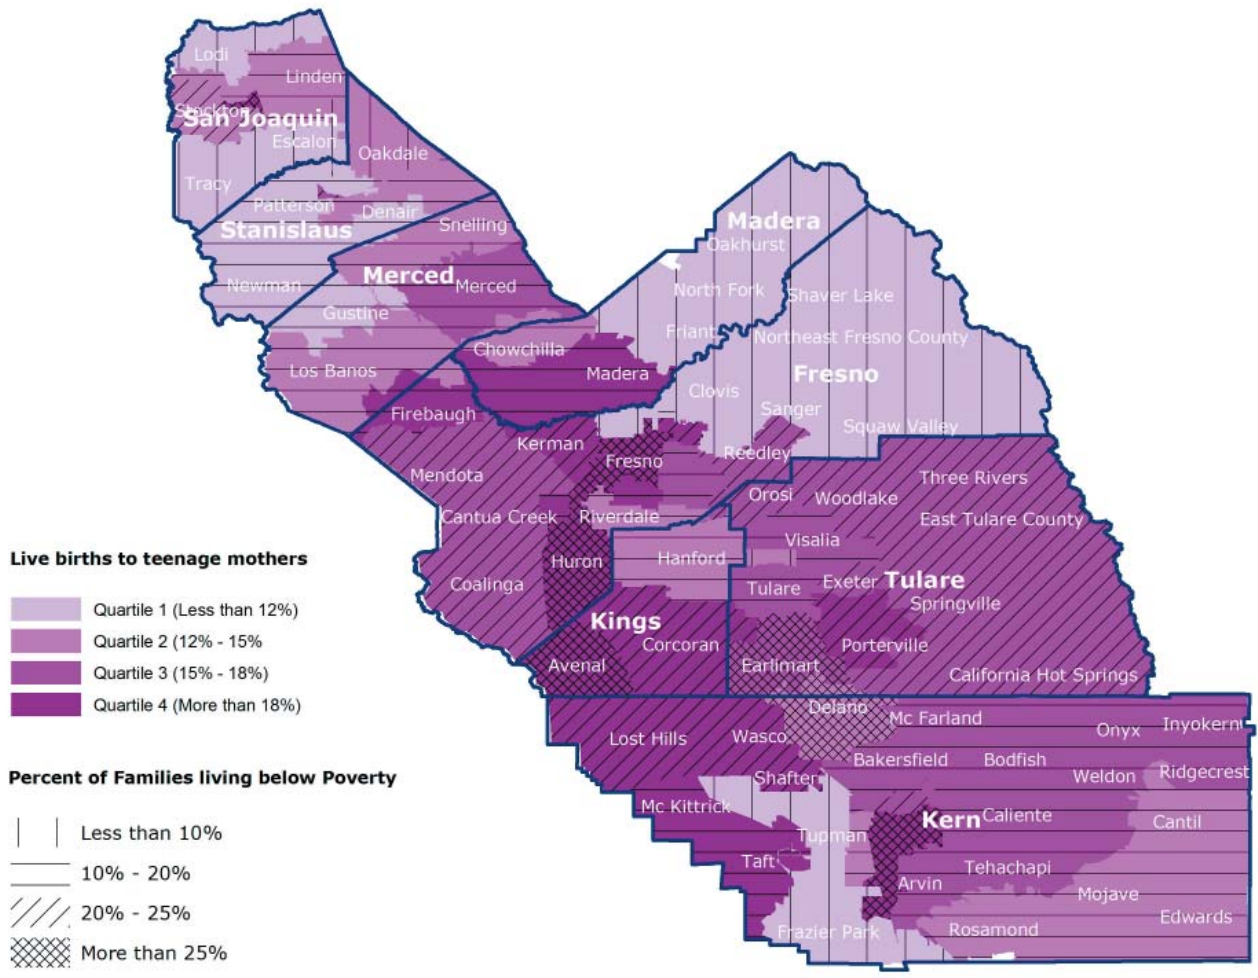 Lodi
Linden
Stockton
San Joaquin
Escalon
Oakdale
Tracy
Patterson
Denair
Stanislaus
Snelling
Madera
Oakhurst
Merced
Newman
Merced
North Fork
Shaver Lake
Gustine
Friant
Northeast Fresno County
Chowchilla
Los Banos
Madera
Fresno
Clovis
Firebaugh
Sanger
Squaw Valley
Kerman
Fresno
Reedley
Mendota
Three Rivers
Orosi
Woodlake
Cantua Creek
Riverdale
East Tulare County
Visalia
Huron
Hanford
Coalinga
Tulare
Exeter
Tulare
Springville
Kings
Corcoran
Porterville
Avenal
Earlimart
California Hot Springs
Delano
Mc Farland
Onyx
Inyokern
Lost Hills
Wasco
Bakersfield
Bodfish
Shafter
Weldon
Ridgecrest
Mc Kittrick
Kern
Caliente
Cantil
Tupman
Taft
Tehachapi
Arvin
Mojave
Frazier Park
Rosamond
Edwards
Live births to teenage mothers
Quartile 1 (Less than 12%)
Quartile 2 (12% - 15%
Quartile 3 (15% - 18%)
Quartile 4 (More than 18%)
Percent of Families living below Poverty
Less than 10%
10% - 20%
20% - 25%
More than 25%